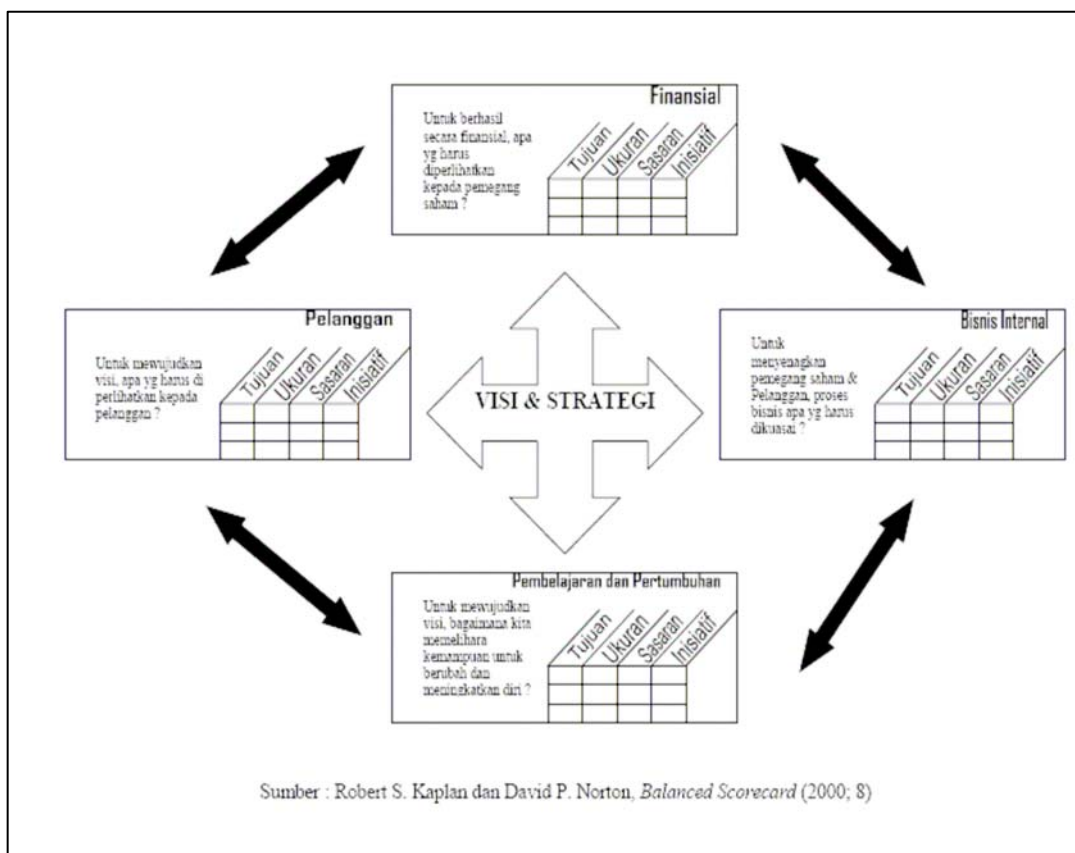 Finansial
Untuk berhasil
secara finansial, apa
yg harus
diperlihatkan
kepada pemegang
saham ?
Tujuan
Ukuran
Sasaran
Inisiatif
Pelanggan
Untuk mewujudkan
visi, apa yg harus di
perlihatkan kepada
pelanggan ?
Tujuan
Ukuran
Sasaran
Inisiatif
VISI & STRATEGI
Bisnis Internal
Untuk
menyenagkan
pemegang saham &
Pelanggan, proses
bisnis apa yg harus
dikuasai ?
Tujuan
Ukuran
Sasaran
Inisiatif
Pembelajaran dan Pertumbuhan
Untuk mewujudkan
visi, bagaimana kita
memelihara
kemampuan untuk
berubah dan
meningkatkan diri ?
Tujuan
Ukuran
Sasaran
Inisiatif
Sumber : Robert S. Kaplan dan David P. Norton, Balanced Scorecard (2000; 8)